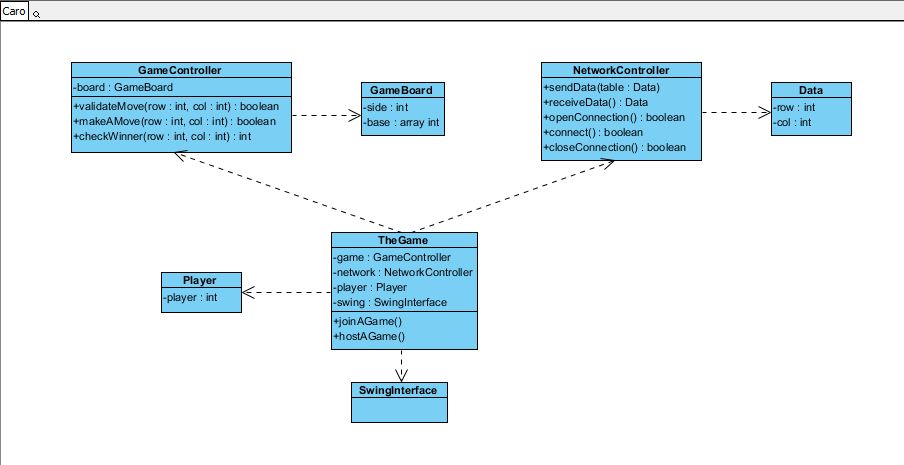 Caro
GameController
-board : GameBoard
+validateMove(row : int, col : int) : boolean
+makeAMove(row : int, col : int) : boolean
+checkWinner(row : int, col : int) : int
GameBoard
-side : int
-base : array int
NetworkController
+sendData(table : Data)
+receiveData() : Data
+openConnection() : boolean
+connect() : boolean
+closeConnection() : boolean
Data
-row : int
-col : int
TheGame
-game : GameController
-network : NetworkController
-player : Player
-swing : SwingInterface
+joinAGame()
+hostAGame()
Player
-player : int
SwingInterface